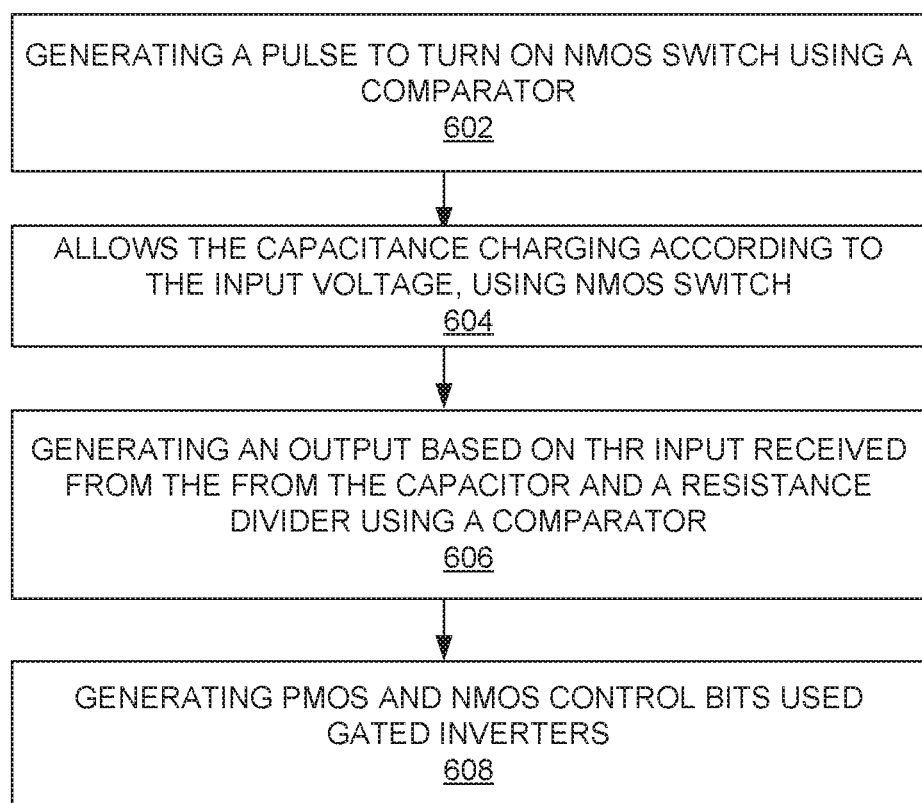 GENERATING A PULSE TO TURN ON NMOS SWITCH USING A
COMPARATOR
602
ALLOWS THE CAPACITANCE CHARGING ACCORDING TO
THE INPUT VOLTAGE, USING NMOS SWITCH
604
GENERATING AN OUTPUT BASED ON THR INPUT RECEIVED
FROM THE FROM THE CAPACITOR AND A RESISTANCE
DIVIDER USING A COMPARATOR
606
GENERATING PMOS AND NMOS CONTROL BITS USED
GATED INVERTERS
608